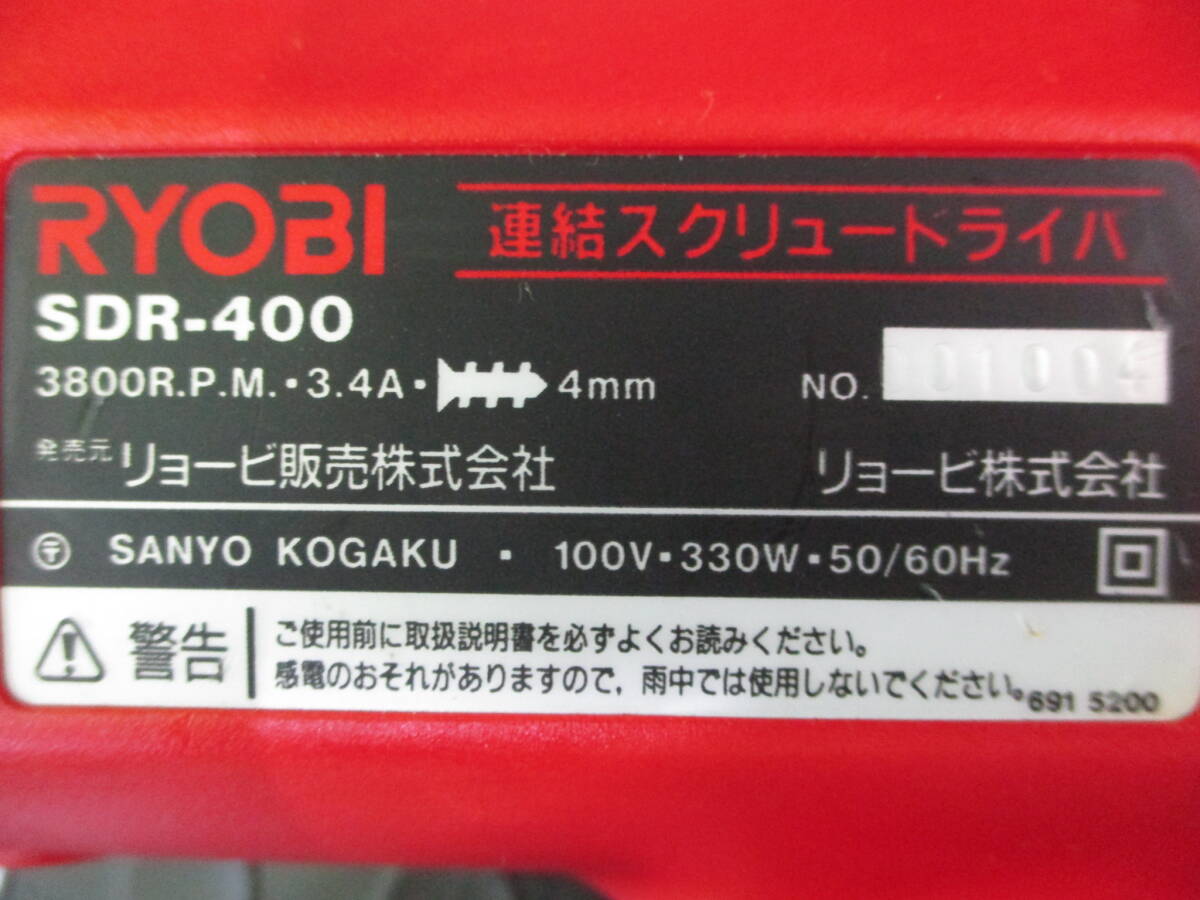 RYOBI 連結スクリュードライバ
SDR-400
3800R.P.M.・3.4A・ 4mm NO. 01004
発売元 リョービ販売株式会社 リョービ株式会社
〒 SANYO KOGAKU ・ 100V・330W・50/60Hz
警告 ご使用前に取扱説明書を必ずよくお読みください。
感電のおそれがありますので，雨中では使用しないでください。691 5200